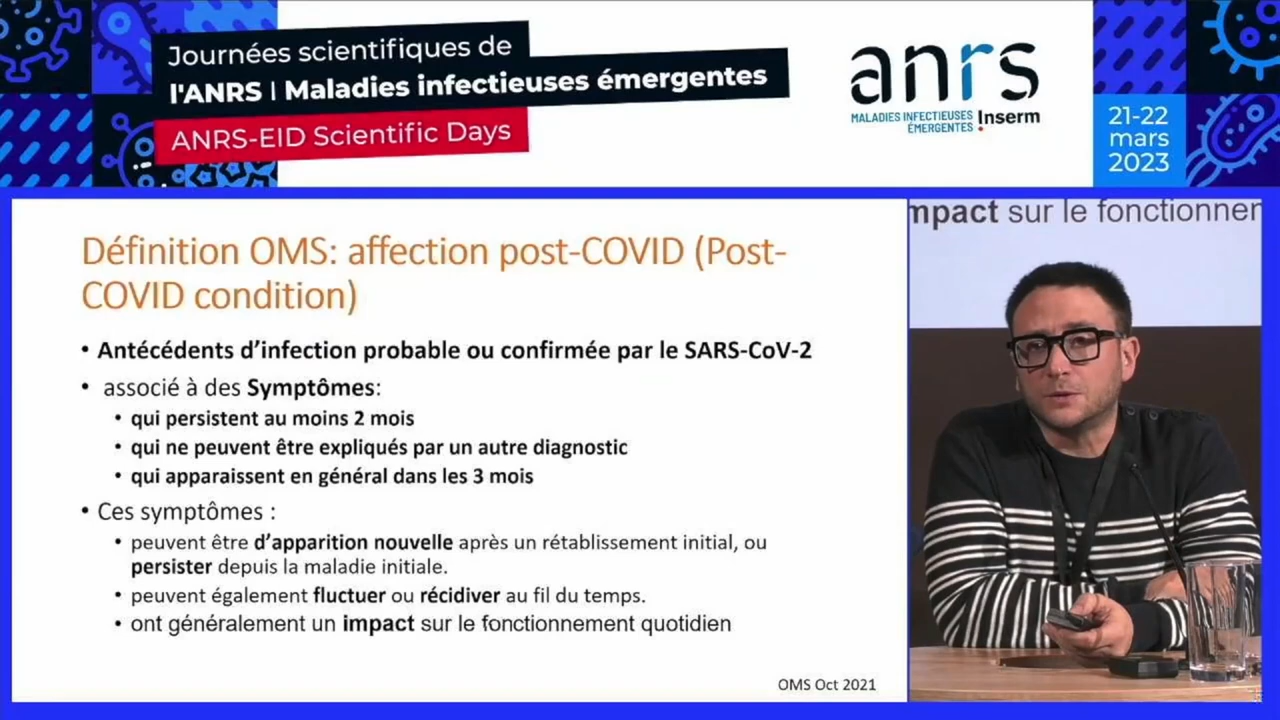 Journées scientifiques de
l'ANRS | Maladies infectieuses émergentes
ANRS-EID Scientific Days
anrs
MALADIES INFECTIEUSES
ÉMERGENTES
Inserm
21-22
mars
2023
Définition OMS: affection post-COVID (Post-
COVID condition)
• Antécédents d'infection probable ou confirmée par le SARS-CoV-2
• associé à des Symptômes:
• qui persistent au moins 2 mois
• qui ne peuvent être expliqués par un autre diagnostic
• qui apparaissent en général dans les 3 mois
• Ces symptômes :
• peuvent être d'apparition nouvelle après un rétablissement initial, ou
persister depuis la maladie initiale.
• peuvent également fluctuer ou récidiver au fil du temps.
• ont généralement un impact sur le fonctionnement quotidien
OMS Oct 2021
mpact sur le fonctionner